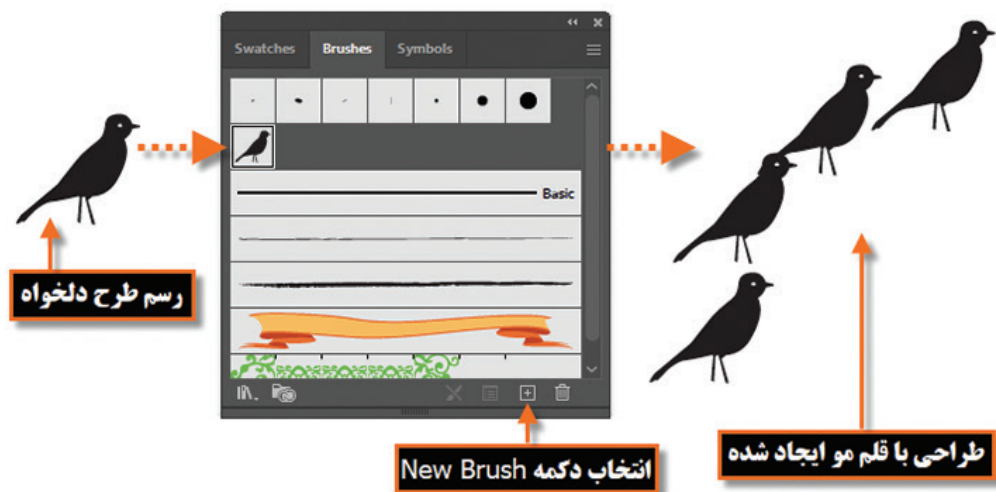 Swatches Brushes Symbols
Basic
رسم طرح دلخواه
انتخاب دکمه New Brush
طراحی با قلم مو ایجاد شده